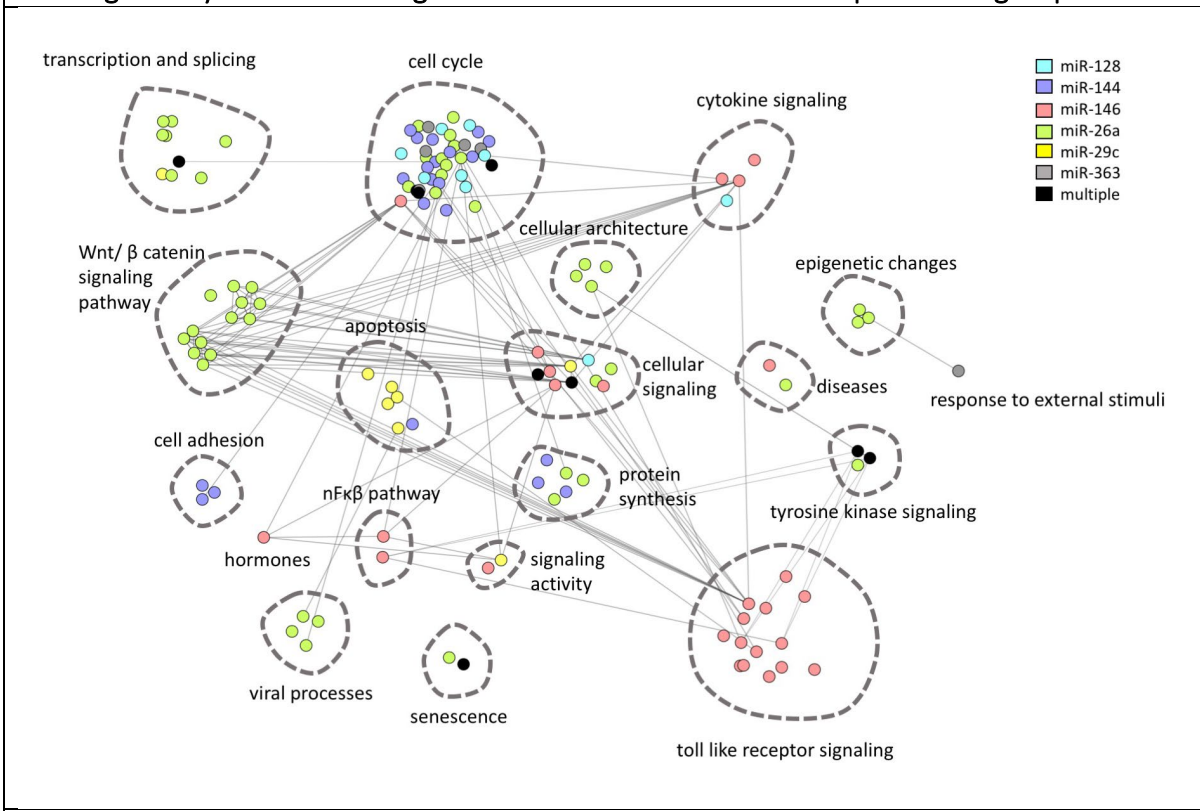 transcription and splicing
cell cycle
cytokine signaling
miR-128
miR-144
miR-146
miR-26a
miR-29c
miR-363
multiple
Wnt/ β catenin
signaling
pathway
cellular architecture
epigenetic changes
apoptosis
cellular
signaling
diseases
response to external stimuli
cell adhesion
nFκβ pathway
protein
synthesis
tyrosine kinase signaling
hormones
signaling
activity
viral processes
senescence
toll like receptor signaling